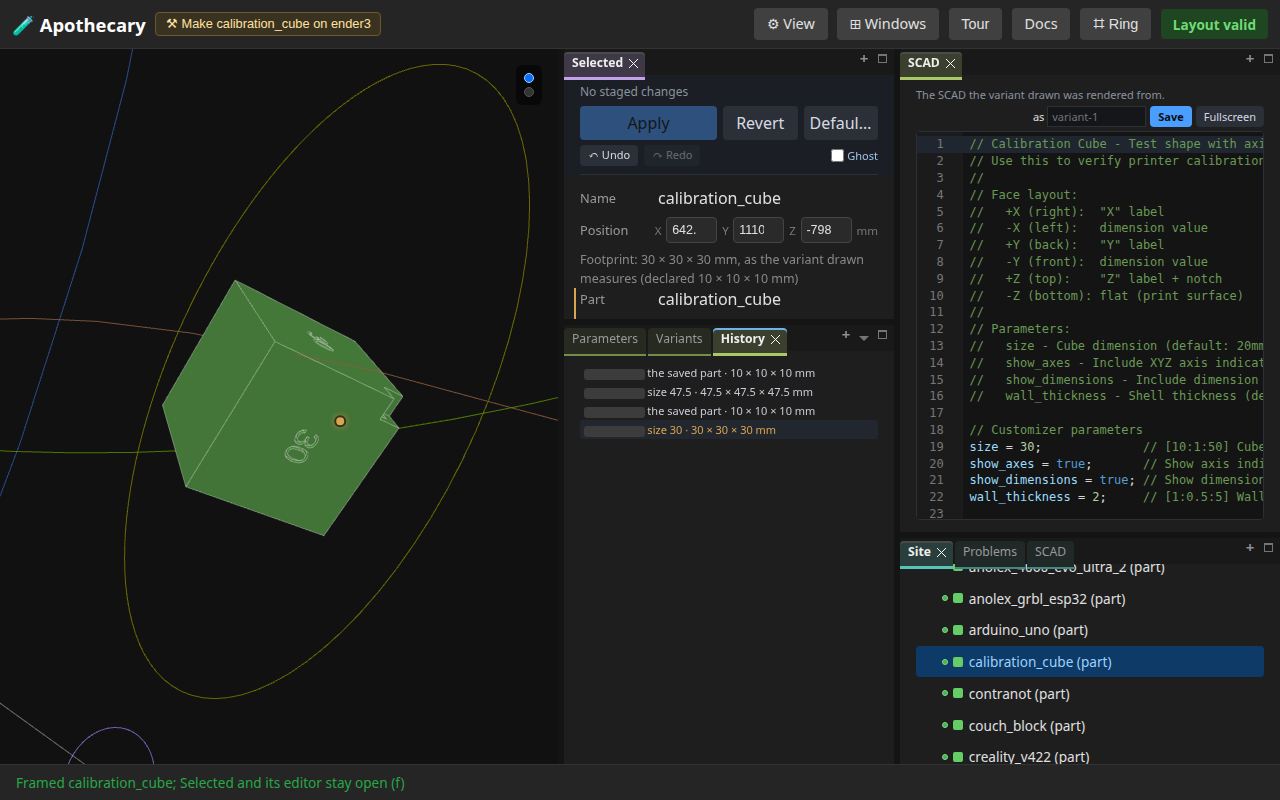 🧪 Apothecary
⚒ Make calibration_cube on ender3
⚙ View
⊞ Windows
Tour
Docs
⌗ Ring
Layout valid
Selected
No staged changes
Apply
Revert
Defaul...
↶ Undo
↷ Redo
Ghost
Name calibration_cube
Position X 642. Y 1110 Z -798 mm
Footprint: 30 × 30 × 30 mm, as the variant drawn
measures (declared 10 × 10 × 10 mm)
Part calibration_cube
Parameters
Variants
History
the saved part · 10 × 10 × 10 mm
size 47.5 · 47.5 × 47.5 × 47.5 mm
the saved part · 10 × 10 × 10 mm
size 30 · 30 × 30 × 30 mm
30
SCAD
The SCAD the variant drawn was rendered from.
as variant-1 Save Fullscreen
1 // Calibration Cube - Test shape with axi
2 // Use this to verify printer calibration
3 //
4 // Face layout:
5 //   +X (right):  "X" label
6 //   -X (left):   dimension value
7 //   +Y (back):   "Y" label
8 //   -Y (front):  dimension value
9 //   +Z (top):    "Z" label + notch
10 //   -Z (bottom): flat (print surface)
11 //
12 // Parameters:
13 //   size - Cube dimension (default: 20mm
14 //   show_axes - Include XYZ axis indicat
15 //   show_dimensions - Include dimension
16 //   wall_thickness - Shell thickness (de
17
18 // Customizer parameters
19 size = 30;              // [10:1:50] Cube
20 show_axes = true;       // Show axis indi
21 show_dimensions = true; // Show dimension
22 wall_thickness = 2;     // [1:0.5:5] Wall
23
Site
Problems
SCAD
anolex_4060_evo_ultra_2 (part)
anolex_grbl_esp32 (part)
arduino_uno (part)
calibration_cube (part)
contranot (part)
couch_block (part)
creality_v422 (part)
Framed calibration_cube; Selected and its editor stay open (f)